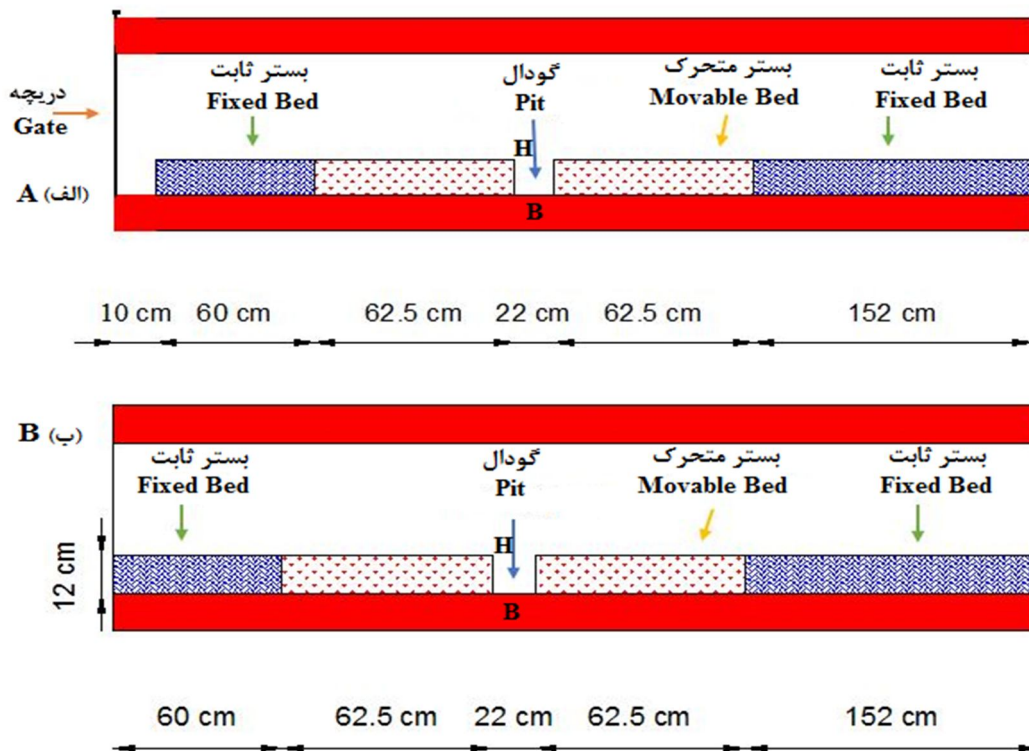 بستر ثابت
Fixed Bed
گودال
Pit
بستر متحرک
Movable Bed
بستر ثابت
Fixed Bed
دریچه
Gate
H
A (الف)
B
10 cm 60 cm 62.5 cm 22 cm 62.5 cm 152 cm
B (ب)
بستر ثابت
Fixed Bed
گودال
Pit
بستر متحرک
Movable Bed
بستر ثابت
Fixed Bed
H
12 cm
B
60 cm 62.5 cm 22 cm 62.5 cm 152 cm